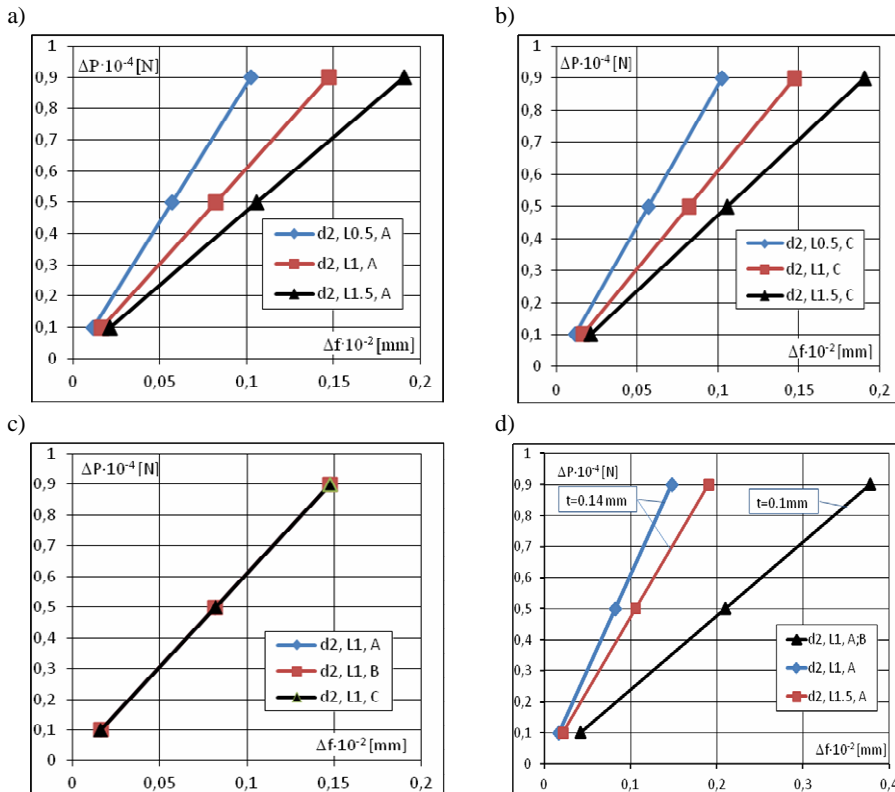 a)
ΔP·10⁻⁴ [N]
1
0,9
0,8
0,7
0,6
0,5
0,4
0,3
0,2
0,1
0
d2, L0.5, A
d2, L1, A
d2, L1.5, A
Δf·10⁻² [mm]
0
0,05
0,1
0,15
0,2
b)
ΔP·10⁻⁴ [N]
1
0,9
0,8
0,7
0,6
0,5
0,4
0,3
0,2
0,1
0
d2, L0.5, C
d2, L1, C
d2, L1.5, C
Δf·10⁻² [mm]
0
0,05
0,1
0,15
0,2
c)
ΔP·10⁻⁴ [N]
1
0,9
0,8
0,7
0,6
0,5
0,4
0,3
0,2
0,1
0
d2, L1, A
d2, L1, B
d2, L1, C
Δf·10⁻² [mm]
0
0,05
0,1
0,15
0,2
d)
ΔP·10⁻⁴ [N]
1
0,9
0,8
0,7
0,6
0,5
0,4
0,3
0,2
0,1
0
t=0.14 mm
t=0.1mm
d2, L1, A;B
d2, L1, A
d2, L1.5, A
Δf·10⁻² [mm]
0
0,1
0,2
0,3
0,4